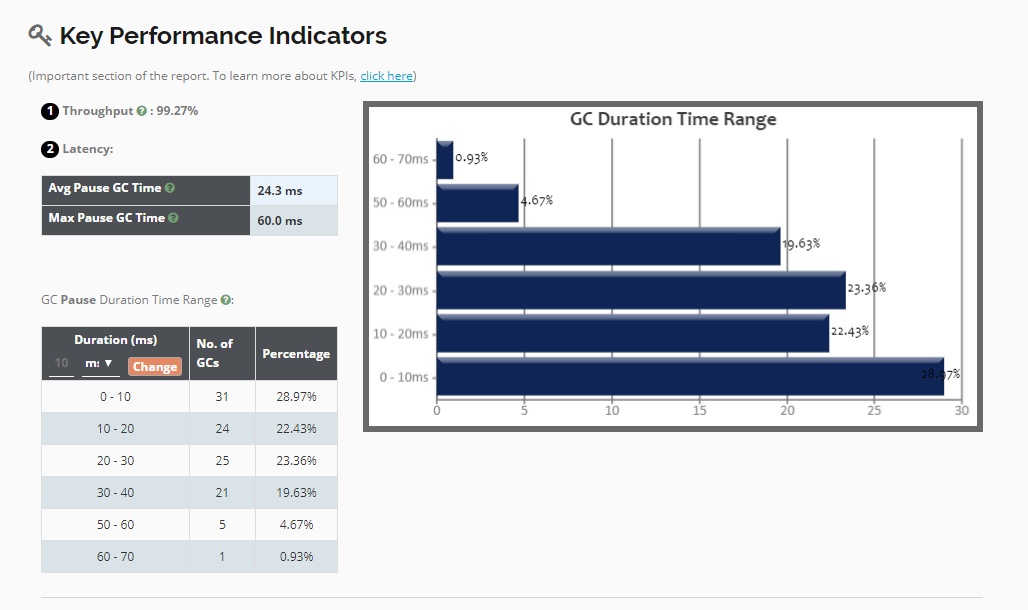 Key Performance Indicators
(Important section of the report. To learn more about KPIs, click here)
1 Throughput ? : 99.27%
2 Latency:
Avg Pause GC Time ? 24.3 ms
Max Pause GC Time ? 60.0 ms
GC Pause Duration Time Range ?:
Duration (ms) No. of GCs Percentage
10 ms ▼ Change
0 - 10 31 28.97%
10 - 20 24 22.43%
20 - 30 25 23.36%
30 - 40 21 19.63%
50 - 60 5 4.67%
60 - 70 1 0.93%
GC Duration Time Range
60 - 70ms 0.93%
50 - 60ms 4.67%
30 - 40ms 19.63%
20 - 30ms 23.36%
10 - 20ms 22.43%
0 - 10ms 28.97%
0 5 10 15 20 25 30